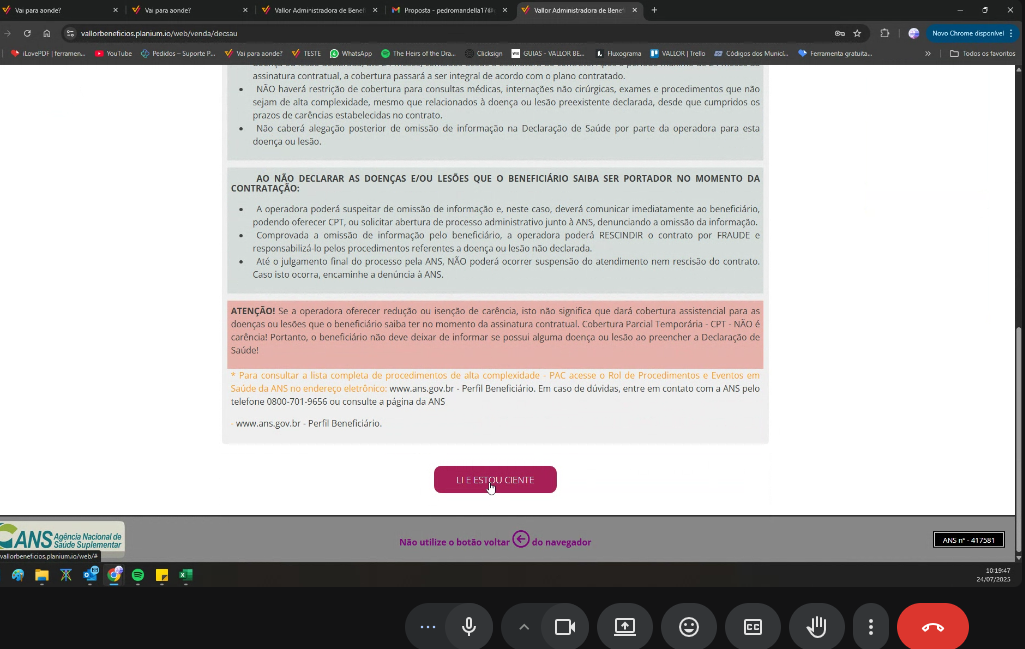 Vai para aonde?
Vai para aonde?
Vallor Administradora de Benef
Proposta - pedromandella17@
Vallor Administradora de Benef
vallorbeneficios.planium.io/web/venda/decsau
Novo Chrome disponível
iLovePDF | ferramen...
YouTube
Pedidos – Suporte P...
Vai para aonde?
TESTE
WhatsApp
The Heirs of the Dra...
Clicksign
GUIAS - VALLOR BE...
Fluxograma
VALLOR | Trello
Códigos dos Munici...
Ferramenta gratuita...
»
Todos os favoritos
assinatura contratual, a cobertura passará a ser integral de acordo com o plano contratado.
• NÃO haverá restrição de cobertura para consultas médicas, internações não cirúrgicas, exames e procedimentos que não
sejam de alta complexidade, mesmo que relacionados à doença ou lesão preexistente declarada, desde que cumpridos os
prazos de carências estabelecidos no contrato.
• Não caberá alegação posterior de omissão de informação na Declaração de Saúde por parte da operadora para esta
doença ou lesão.
AO NÃO DECLARAR AS DOENÇAS E/OU LESÕES QUE O BENEFICIÁRIO SAIBA SER PORTADOR NO MOMENTO DA
CONTRATAÇÃO:
• A operadora poderá suspeitar de omissão de informação e, neste caso, deverá comunicar imediatamente ao beneficiário,
podendo oferecer CPT, ou solicitar abertura de processo administrativo junto à ANS, denunciando a omissão da informação.
• Comprovada a omissão de informação pelo beneficiário, a operadora poderá RESCINDIR o contrato por FRAUDE e
responsabilizá-lo pelos procedimentos referentes a doença ou lesão não declarada.
• Até o julgamento final do processo pela ANS, NÃO poderá ocorrer suspensão do atendimento nem rescisão do contrato.
Caso isto ocorra, encaminhe a denúncia à ANS.
ATENÇÃO! Se a operadora oferecer redução ou isenção de carência, isto não significa que dará cobertura assistencial para as
doenças ou lesões que o beneficiário saiba ter no momento da assinatura contratual. Cobertura Parcial Temporária - CPT - NÃO é
carência! Portanto, o beneficiário não deve deixar de informar se possui alguma doença ou lesão ao preencher a Declaração de
Saúde!
* Para consultar a lista completa de procedimentos de alta complexidade - PAC acesse o Rol de Procedimentos e Eventos em
Saúde da ANS no endereço eletrônico: www.ans.gov.br - Perfil Beneficiário. Em caso de dúvidas, entre em contato com a ANS pelo
telefone 0800-701-9656 ou consulte a página da ANS
- www.ans.gov.br - Perfil Beneficiário.
LI E ESTOU CIENTE
ANS Agência Nacional de
Saúde Suplementar
Não utilize o botão voltar do navegador
ANS nº - 417581
vallorbeneficios.planium.io/web/#
10:19:47
24/07/2025
CC